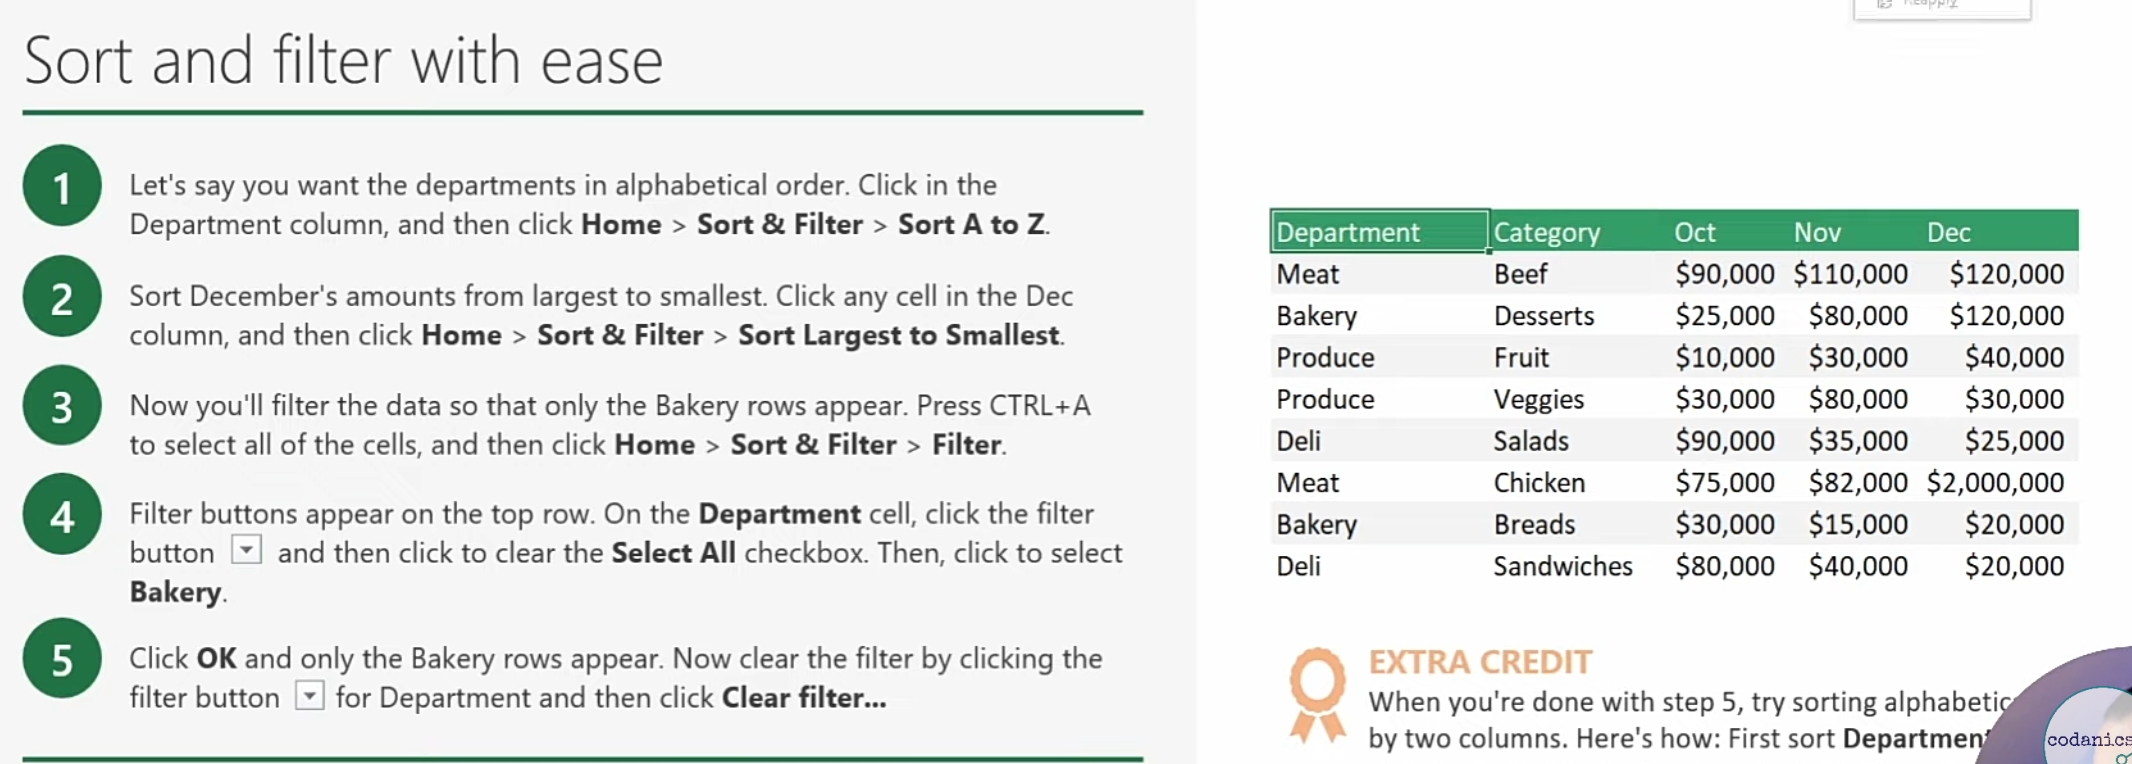 Reapply
Sort and filter with ease
1
Let's say you want the departments in alphabetical order. Click in the
Department column, and then click Home > Sort & Filter > Sort A to Z.
2
Sort December's amounts from largest to smallest. Click any cell in the Dec
column, and then click Home > Sort & Filter > Sort Largest to Smallest.
3
Now you'll filter the data so that only the Bakery rows appear. Press CTRL+A
to select all of the cells, and then click Home > Sort & Filter > Filter.
4
Filter buttons appear on the top row. On the Department cell, click the filter
button and then click to clear the Select All checkbox. Then, click to select
Bakery.
5
Click OK and only the Bakery rows appear. Now clear the filter by clicking the
filter button for Department and then click Clear filter...
Department Category Oct Nov Dec
Meat Beef $90,000 $110,000 $120,000
Bakery Desserts $25,000 $80,000 $120,000
Produce Fruit $10,000 $30,000 $40,000
Produce Veggies $30,000 $80,000 $30,000
Deli Salads $90,000 $35,000 $25,000
Meat Chicken $75,000 $82,000 $2,000,000
Bakery Breads $30,000 $15,000 $20,000
Deli Sandwiches $80,000 $40,000 $20,000
EXTRA CREDIT
When you're done with step 5, try sorting alphabetic
by two columns. Here's how: First sort Department
codanics